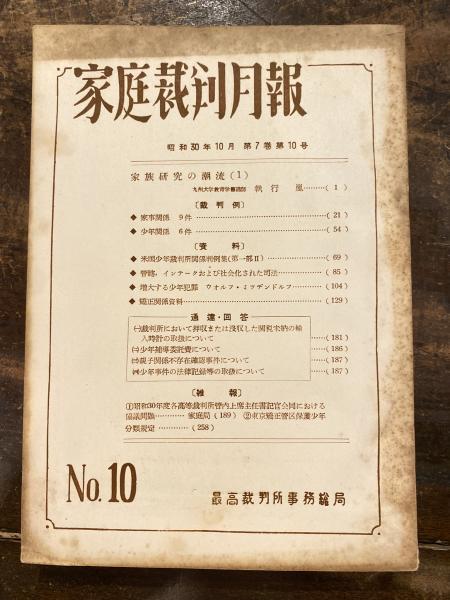 家庭裁判月報
昭和30年10月 第7巻第10号
家族研究の潮流(1)
九州大学教育学部講師 執行 嵐………( 1 )
〔裁 判 例〕
◆ 家事関係 9件……………………………( 21 )
◆ 少年関係 6件……………………………( 54 )
〔資 料〕
◆ 米国少年裁判所関係判例集(第一部Ⅱ)……………( 69 )
◆ 管轄，インテークおよび社会化された司法…………( 85 )
◆ 増大する少年犯罪 ウオルフ・ミツデンドルフ………(104 )
◆ 矯正関係資料………………………………(129 )
通達・回答
㈠裁判所において押収または没収した関税未納の輸
入時計の取扱について……………………………(181 )
㈡少年補導委託費について……………………………(186 )
㈢親子関係不存在確認事件について……………………(187 )
㈣少年事件の法律記録等の取扱について………………(187 )
〔雑 報〕
①昭和30年度各高等裁判所管内上席主任書記官会同における
協議問題………… 家庭局 (189 ) ②東京矯正管区保護少年
分類規定 ………… (258 )
No. 10
最高裁判所事務総局